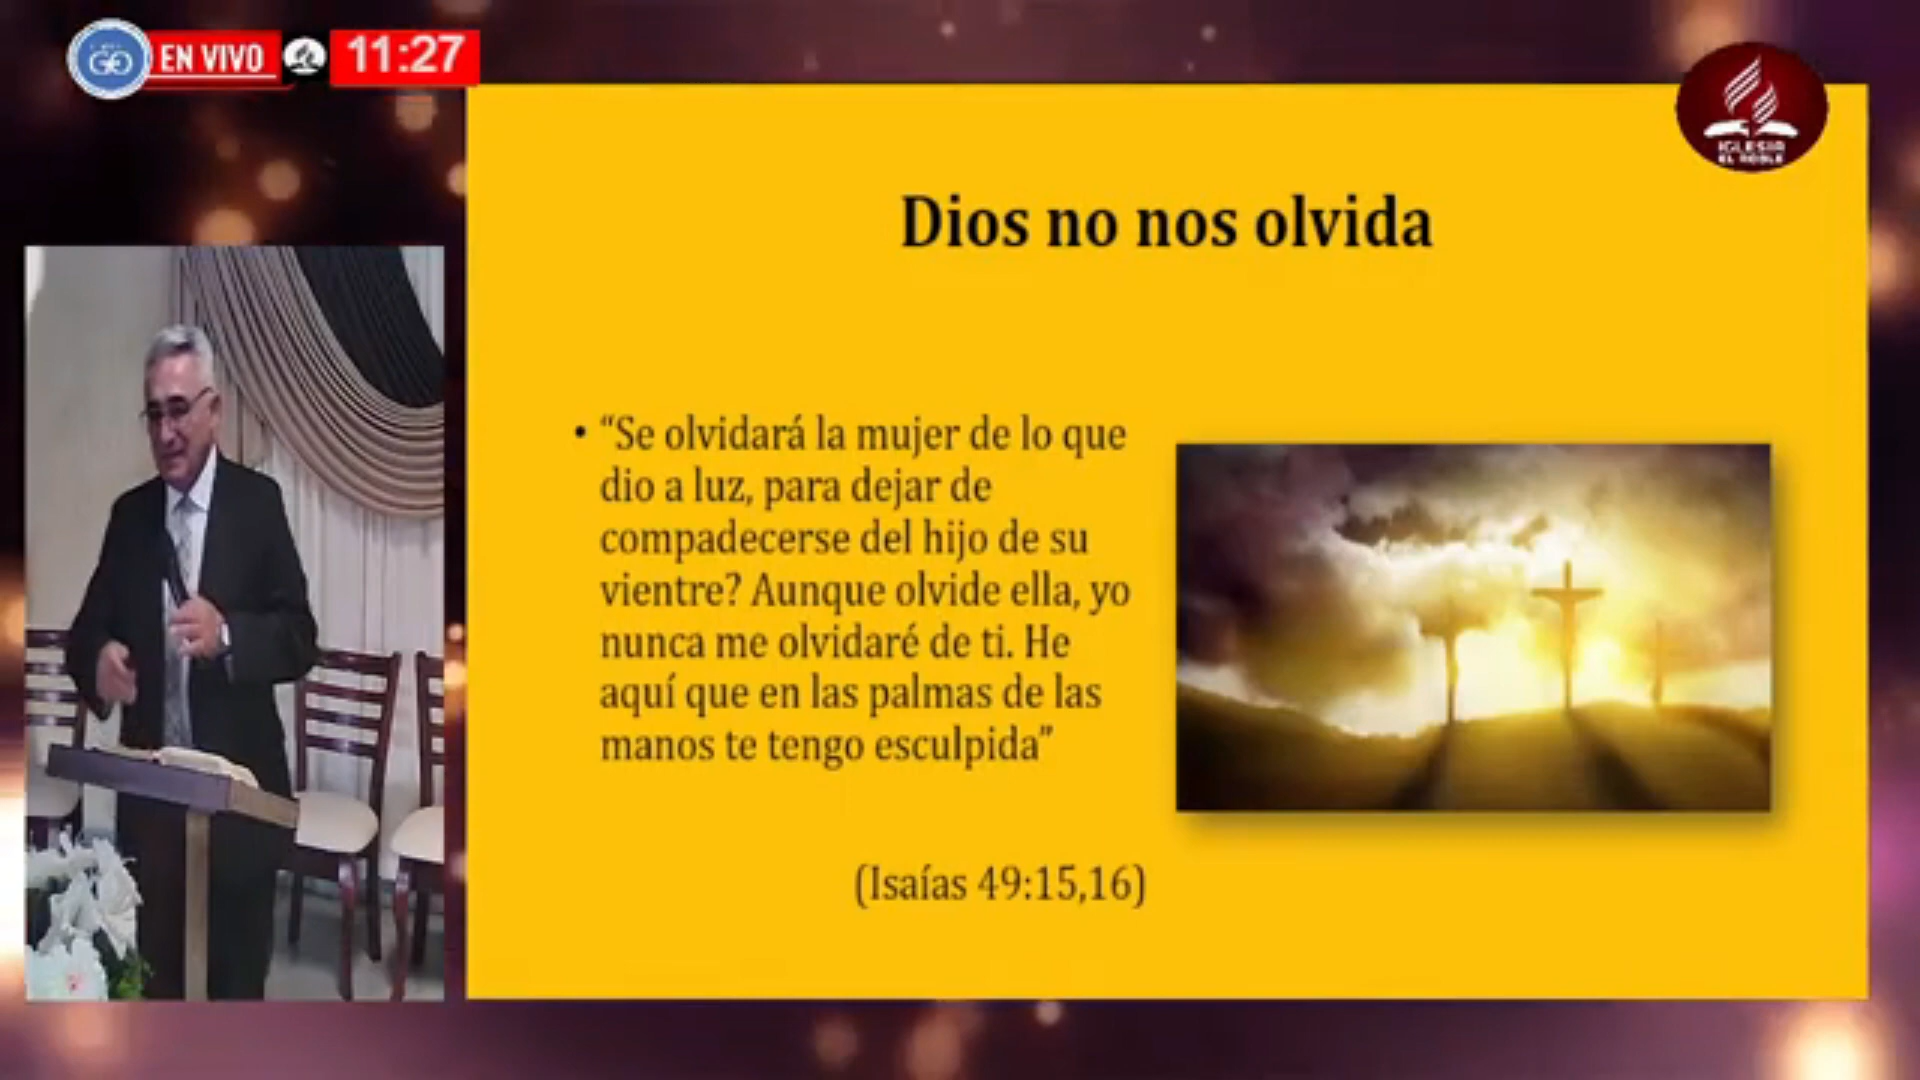 EN VIVO
11:27
IGLESIA
EL ROBLE
Dios no nos olvida
• “Se olvidará la mujer de lo que
dio a luz, para dejar de
compadecerse del hijo de su
vientre? Aunque olvide ella, yo
nunca me olvidaré de ti. He
aquí que en las palmas de las
manos te tengo esculpida”
(Isaías 49:15,16)